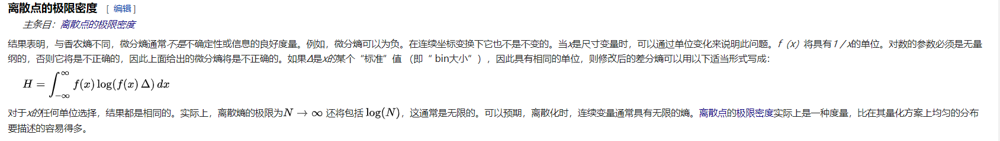 离散点的极限密度 [ 编辑 ]
主条目：离散点的极限密度
结果表明，与香农熵不同，微分熵通常不是不确定性或信息的良好度量。例如，微分熵可以为负。在连续坐标变换下它也不是不变的。当x是尺寸变量时，可以通过单位变化来说明此问题。f（x）将具有1 / x的单位。对数的参数必须是无量
纲的，否则它将是不正确的，因此上面给出的微分熵将是不正确的。如果Δ是x的某个“标准”值 （即“ bin大小”），因此具有相同的单位，则修改后的差分熵可以用以下适当形式写成：
H = ∫_{-∞}^{∞} f(x) log(f(x) Δ) dx
对于x的任何单位选择，结果都是相同的。实际上，离散熵的极限为N → ∞ 还将包括 log(N)，这通常是无限的。可以预期，离散化时，连续变量通常具有无限的熵。离散点的极限密度实际上是一种度量，比在其量化方案上均匀的分布
要描述的容易得多。